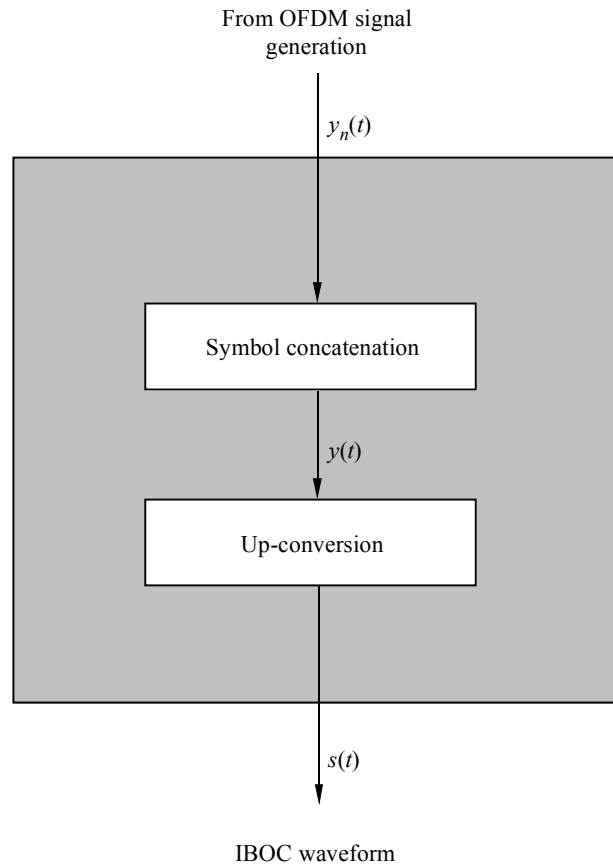 From OFDM signal
generation
yn(t)
Symbol concatenation
y(t)
Up-conversion
s(t)
IBOC waveform